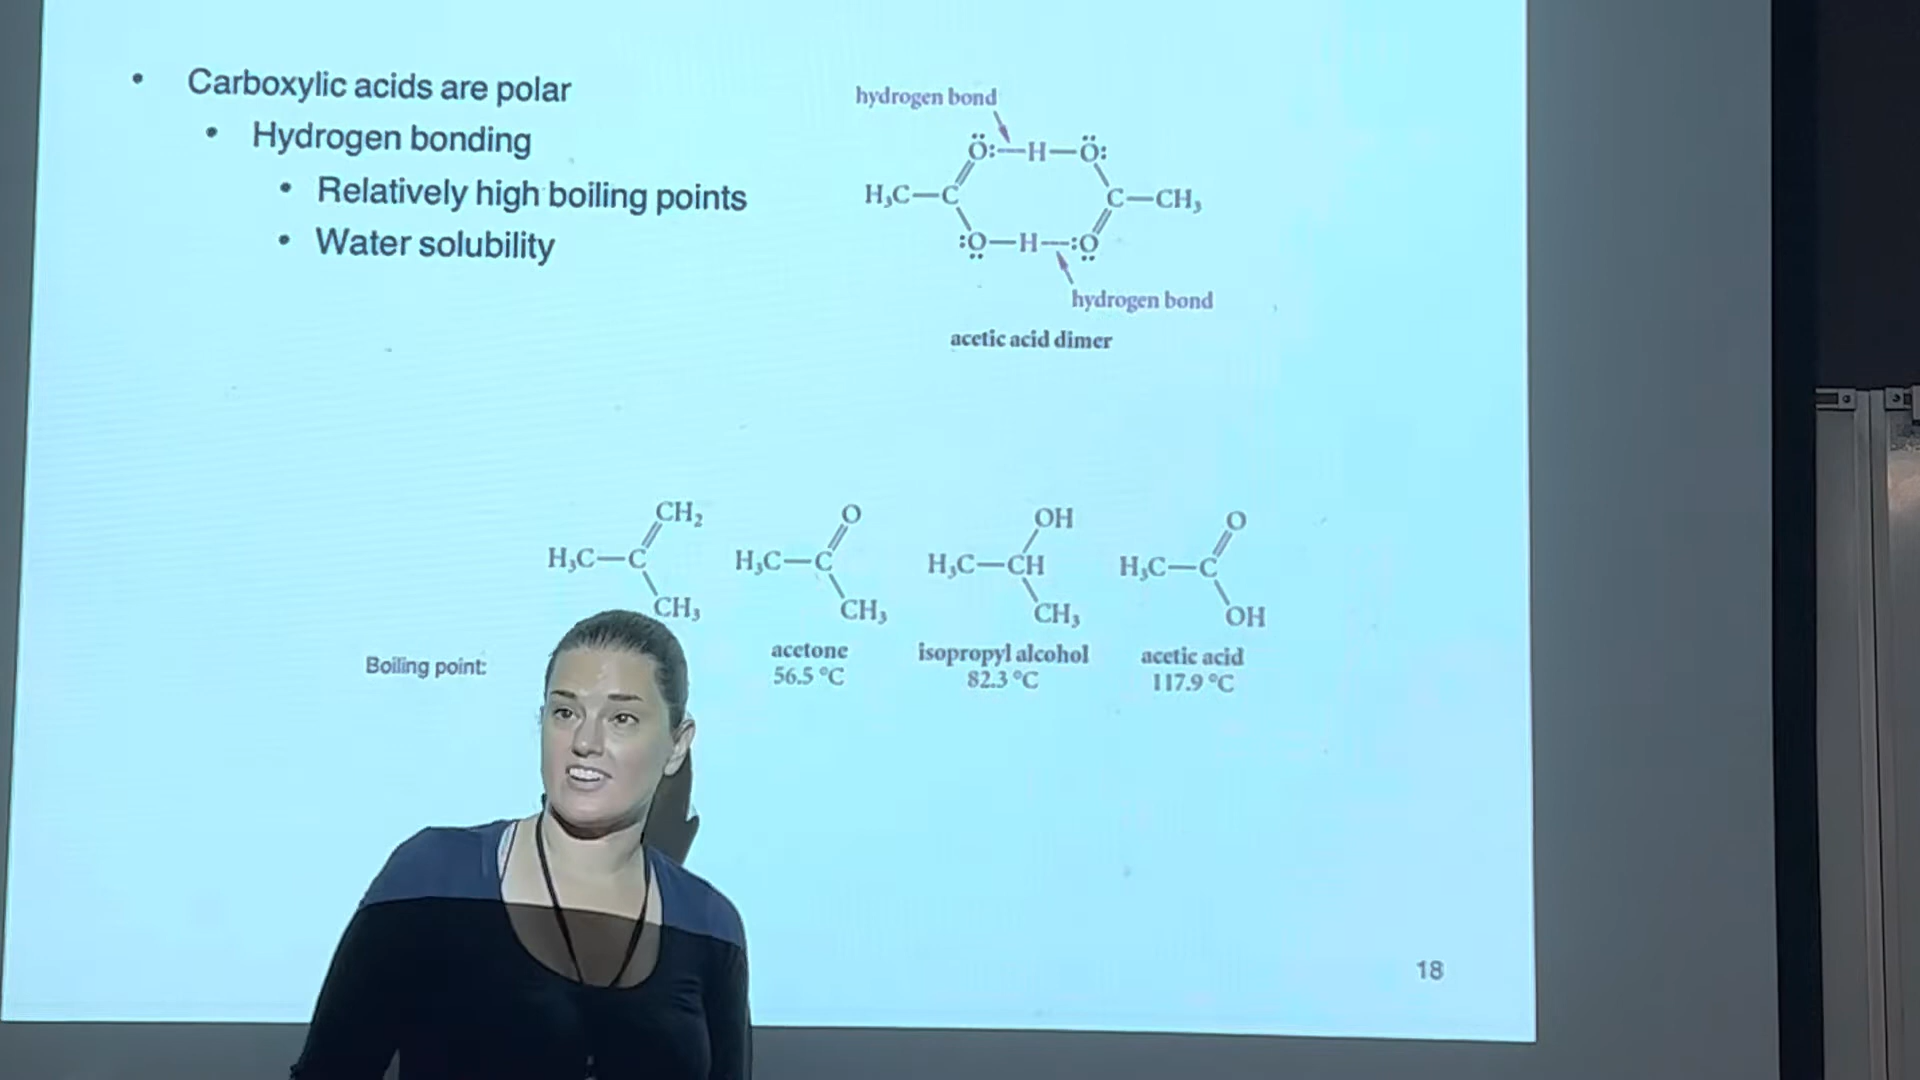 • Carboxylic acids are polar
• Hydrogen bonding
• Relatively high boiling points
• Water solubility
hydrogen bond
Ö:—H—Ö:
H₃C—C
C—CH₃
:O—H—:O
hydrogen bond
acetic acid dimer
CH₂
H₃C—C
CH₃
O
H₃C—C
CH₃
OH
H₃C—CH
CH₃
O
H₃C—C
OH
Boiling point:
acetone
56.5 °C
isopropyl alcohol
82.3 °C
acetic acid
117.9 °C
18